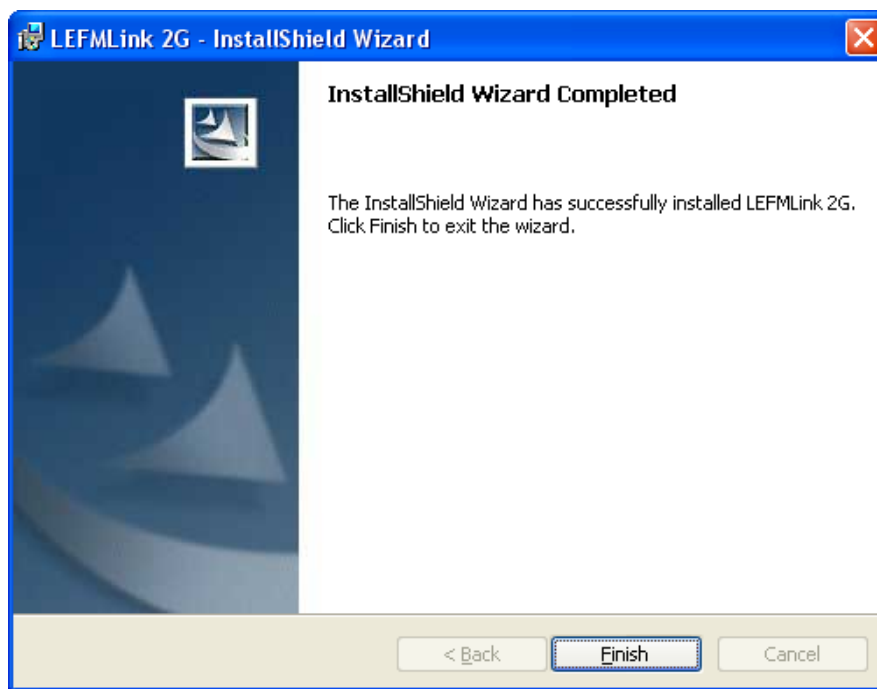 LEFMLink 2G - InstallShield Wizard
InstallShield Wizard Completed
The InstallShield Wizard has successfully installed LEFMLink 2G.
Click Finish to exit the wizard.
< Back
Finish
Cancel